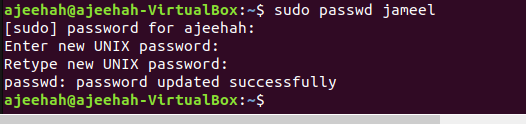 ajeehah@ajeehah-VirtualBox:~$ sudo passwd jameel
[sudo] password for ajeehah:
Enter new UNIX password:
Retype new UNIX password:
passwd: password updated successfully
ajeehah@ajeehah-VirtualBox:~$